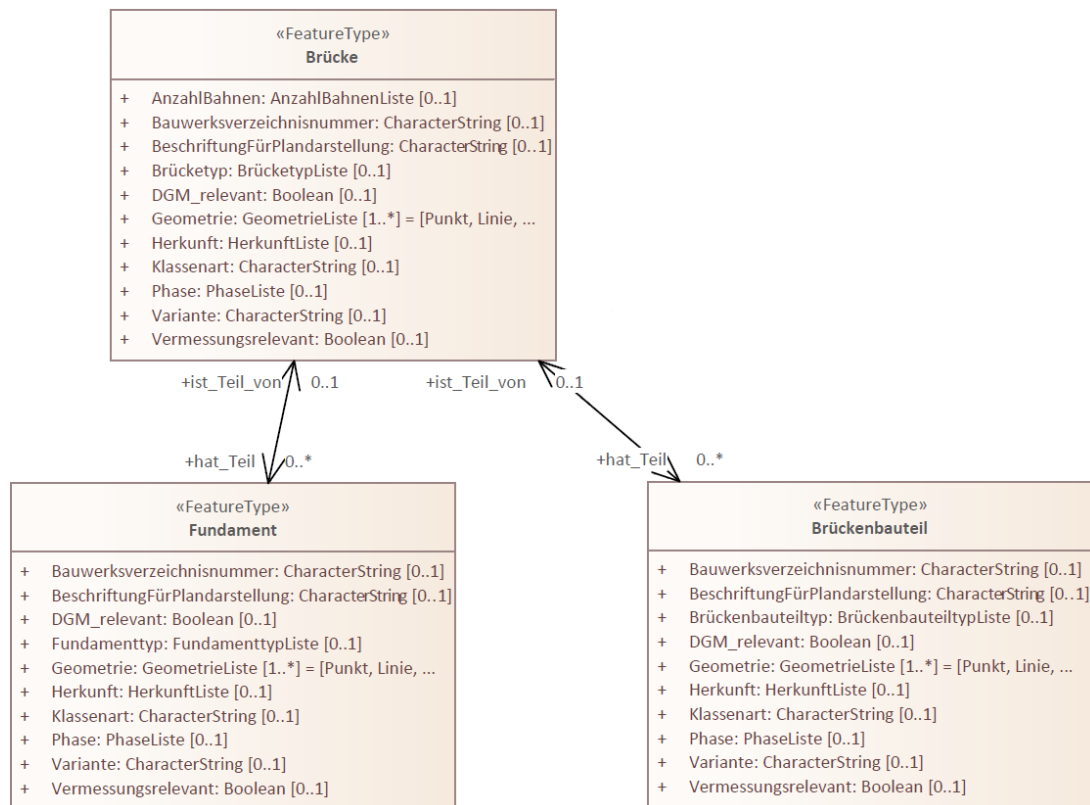 «FeatureType»
Brücke
+ AnzahlBahnen: AnzahlBahnenListe [0..1]
+ Bauwerksverzeichnisnummer: CharacterString [0..1]
+ BeschriftungFürPlandarstellung: CharacterString [0..1]
+ Brücketyp: BrücketypListe [0..1]
+ DGM_relevant: Boolean [0..1]
+ Geometrie: GeometrieListe [1..*] = [Punkt, Linie, ...
+ Herkunft: HerkunftListe [0..1]
+ Klassenart: CharacterString [0..1]
+ Phase: PhaseListe [0..1]
+ Variante: CharacterString [0..1]
+ Vermessungsrelevant: Boolean [0..1]
+ist_Teil_von 0..1
+ist_Teil_von 0..1
+hat_Teil 0..*
+hat_Teil 0..*
«FeatureType»
Fundament
+ Bauwerksverzeichnisnummer: CharacterString [0..1]
+ BeschriftungFürPlandarstellung: CharacterString [0..1]
+ DGM_relevant: Boolean [0..1]
+ Fundamenttyp: FundamenttypListe [0..1]
+ Geometrie: GeometrieListe [1..*] = [Punkt, Linie, ...
+ Herkunft: HerkunftListe [0..1]
+ Klassenart: CharacterString [0..1]
+ Phase: PhaseListe [0..1]
+ Variante: CharacterString [0..1]
+ Vermessungsrelevant: Boolean [0..1]
«FeatureType»
Brückenbauteil
+ Bauwerksverzeichnisnummer: CharacterString [0..1]
+ BeschriftungFürPlandarstellung: CharacterString [0..1]
+ Brückenbauteiltyp: BrückenbauteiltypListe [0..1]
+ DGM_relevant: Boolean [0..1]
+ Geometrie: GeometrieListe [1..*] = [Punkt, Linie, ...
+ Herkunft: HerkunftListe [0..1]
+ Klassenart: CharacterString [0..1]
+ Phase: PhaseListe [0..1]
+ Variante: CharacterString [0..1]
+ Vermessungsrelevant: Boolean [0..1]